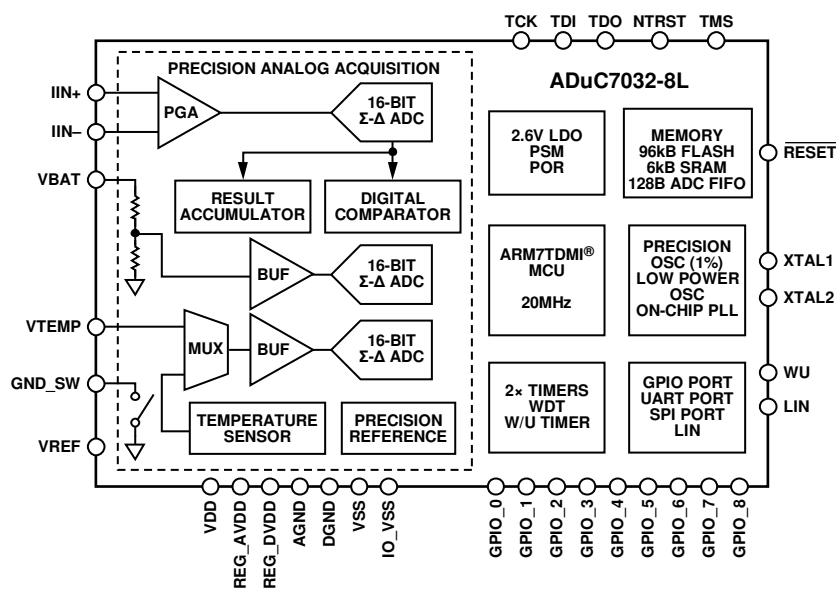 TCK TDI TDO NTRST TMS
PRECISION ANALOG ACQUISITION
ADuC7032-8L
IIN+
IIN–
VBAT
VTEMP
GND_SW
VREF
PGA
16-BIT
Σ-Δ ADC
RESULT
ACCUMULATOR
DIGITAL
COMPARATOR
BUF
16-BIT
Σ-Δ ADC
MUX
BUF
16-BIT
Σ-Δ ADC
TEMPERATURE
SENSOR
PRECISION
REFERENCE
2.6V LDO
PSM
POR
MEMORY
96kB FLASH
6kB SRAM
128B ADC FIFO
ARM7TDMI®
MCU
20MHz
PRECISION
OSC (1%)
LOW POWER
OSC
ON-CHIP PLL
2× TIMERS
WDT
W/U TIMER
GPIO PORT
UART PORT
SPI PORT
LIN
RESET
XTAL1
XTAL2
WU
LIN
VDD
REG_AVDD
REG_DVDD
AGND
DGND
VSS
IO_VSS
GPIO_0
GPIO_1
GPIO_2
GPIO_3
GPIO_4
GPIO_5
GPIO_6
GPIO_7
GPIO_8